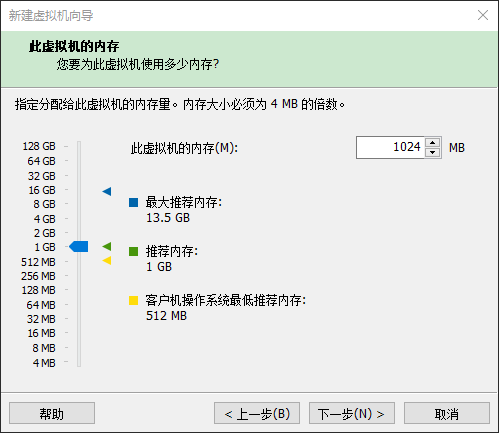 新建虚拟机向导
此虚拟机的内存
您要为此虚拟机使用多少内存?
指定分配给此虚拟机的内存量。内存大小必须为 4 MB 的倍数。
此虚拟机的内存(M):
1024 MB
128 GB
64 GB
32 GB
16 GB
8 GB
4 GB
2 GB
1 GB
512 MB
256 MB
128 MB
64 MB
32 MB
16 MB
8 MB
4 MB
最大推荐内存:
13.5 GB
推荐内存:
1 GB
客户机操作系统最低推荐内存:
512 MB
帮助 < 上一步(B) 下一步(N) > 取消